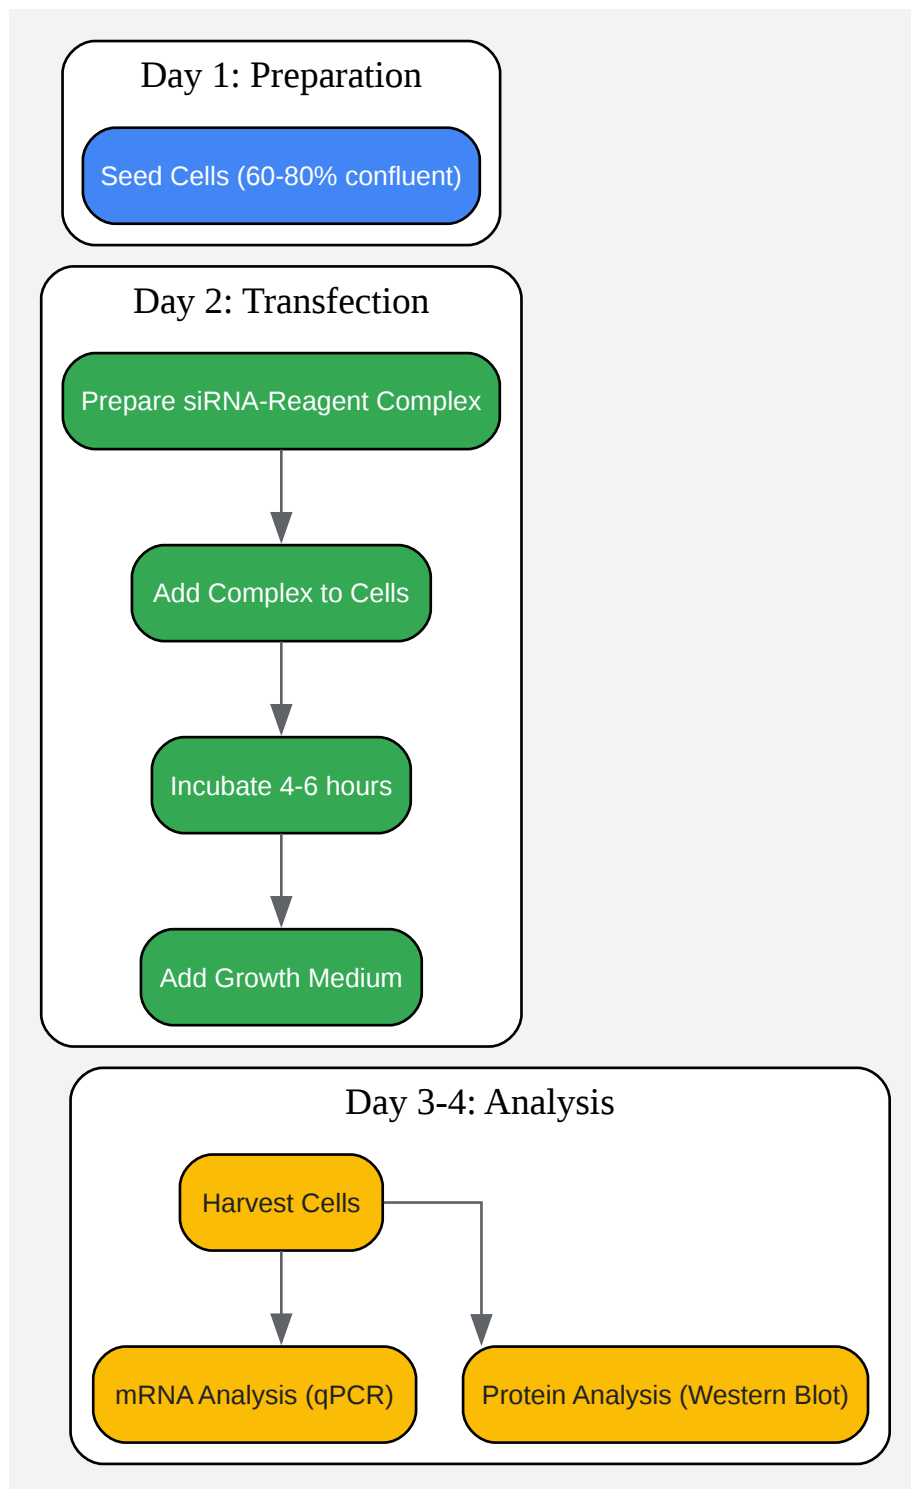 Day 1: Preparation
Seed Cells (60-80% confluent)
Day 2: Transfection
Prepare siRNA-Reagent Complex
Add Complex to Cells
Incubate 4-6 hours
Add Growth Medium
Day 3-4: Analysis
Harvest Cells
mRNA Analysis (qPCR)
Protein Analysis (Western Blot)